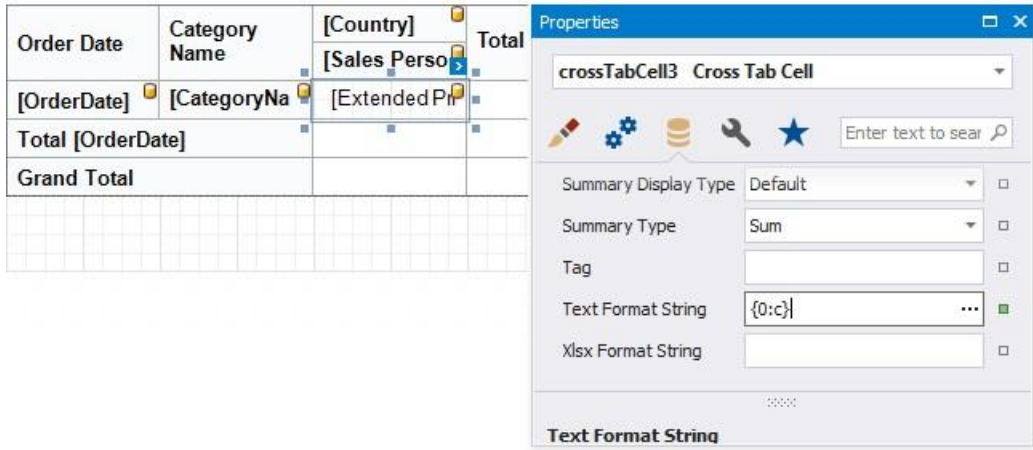 Order Date
Category
Name
[Country]
[Sales Perso
Total
[OrderDate]
[CategoryNa
[Extended Pri
Total [OrderDate]
Grand Total
Properties
crossTabCell3 Cross Tab Cell
Enter text to sear
Summary Display Type Default
Summary Type Sum
Tag
Text Format String {0:c}
Xlsx Format String
Text Format String